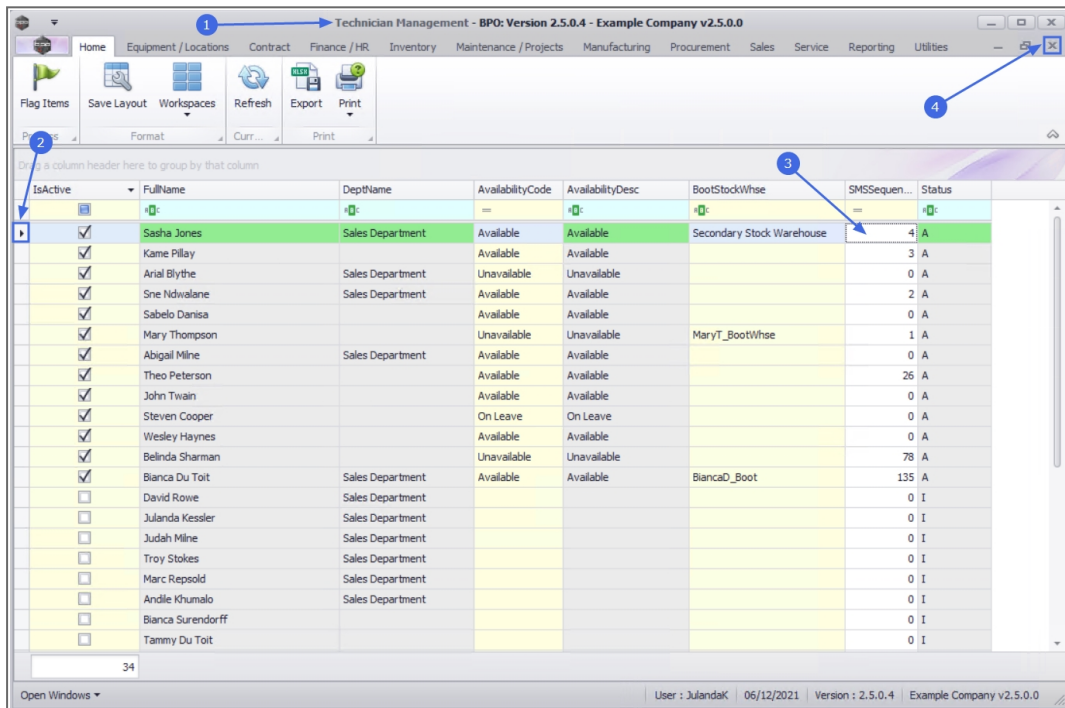 1
Technician Management - BPO: Version 2.5.0.4 - Example Company v2.5.0.0
Home Equipment / Locations Contract Finance / HR Inventory Maintenance / Projects Manufacturing Procurement Sales Service Reporting Utilities
4
Flag Items Save Layout Workspaces Refresh Export Print
Format Curr... Print
2
Drag a column header here to group by that column
3
IsActive FullName DeptName AvailabilityCode AvailabilityDesc BootStockWhse SMSSequen... Status
Sasha Jones Sales Department Available Available Secondary Stock Warehouse 4 A
Kame Pillay Available Available 3 A
Arial Blythe Sales Department Unavailable Unavailable 0 A
Sne Ndwalane Sales Department Available Available 2 A
Sabelo Danisa Available Available 0 A
Mary Thompson Unavailable Unavailable MaryT_BootWhse 1 A
Abigail Milne Sales Department Available Available 0 A
Theo Peterson Available Available 26 A
John Twain Available Available 0 A
Steven Cooper On Leave On Leave 0 A
Wesley Haynes Available Available 0 A
Belinda Sharman Unavailable Unavailable 78 A
Bianca Du Toit Sales Department Available Available BiancaD_Boot 135 A
David Rowe Sales Department 0 I
Julanda Kessler Sales Department 0 I
Judah Milne Sales Department 0 I
Troy Stokes Sales Department 0 I
Marc Repsold Sales Department 0 I
Andile Khumalo Sales Department 0 I
Bianca Surendorff 0 I
Tammy Du Toit 0 I
34
Open Windows User : JulandaK 06/12/2021 Version : 2.5.0.4 Example Company v2.5.0.0